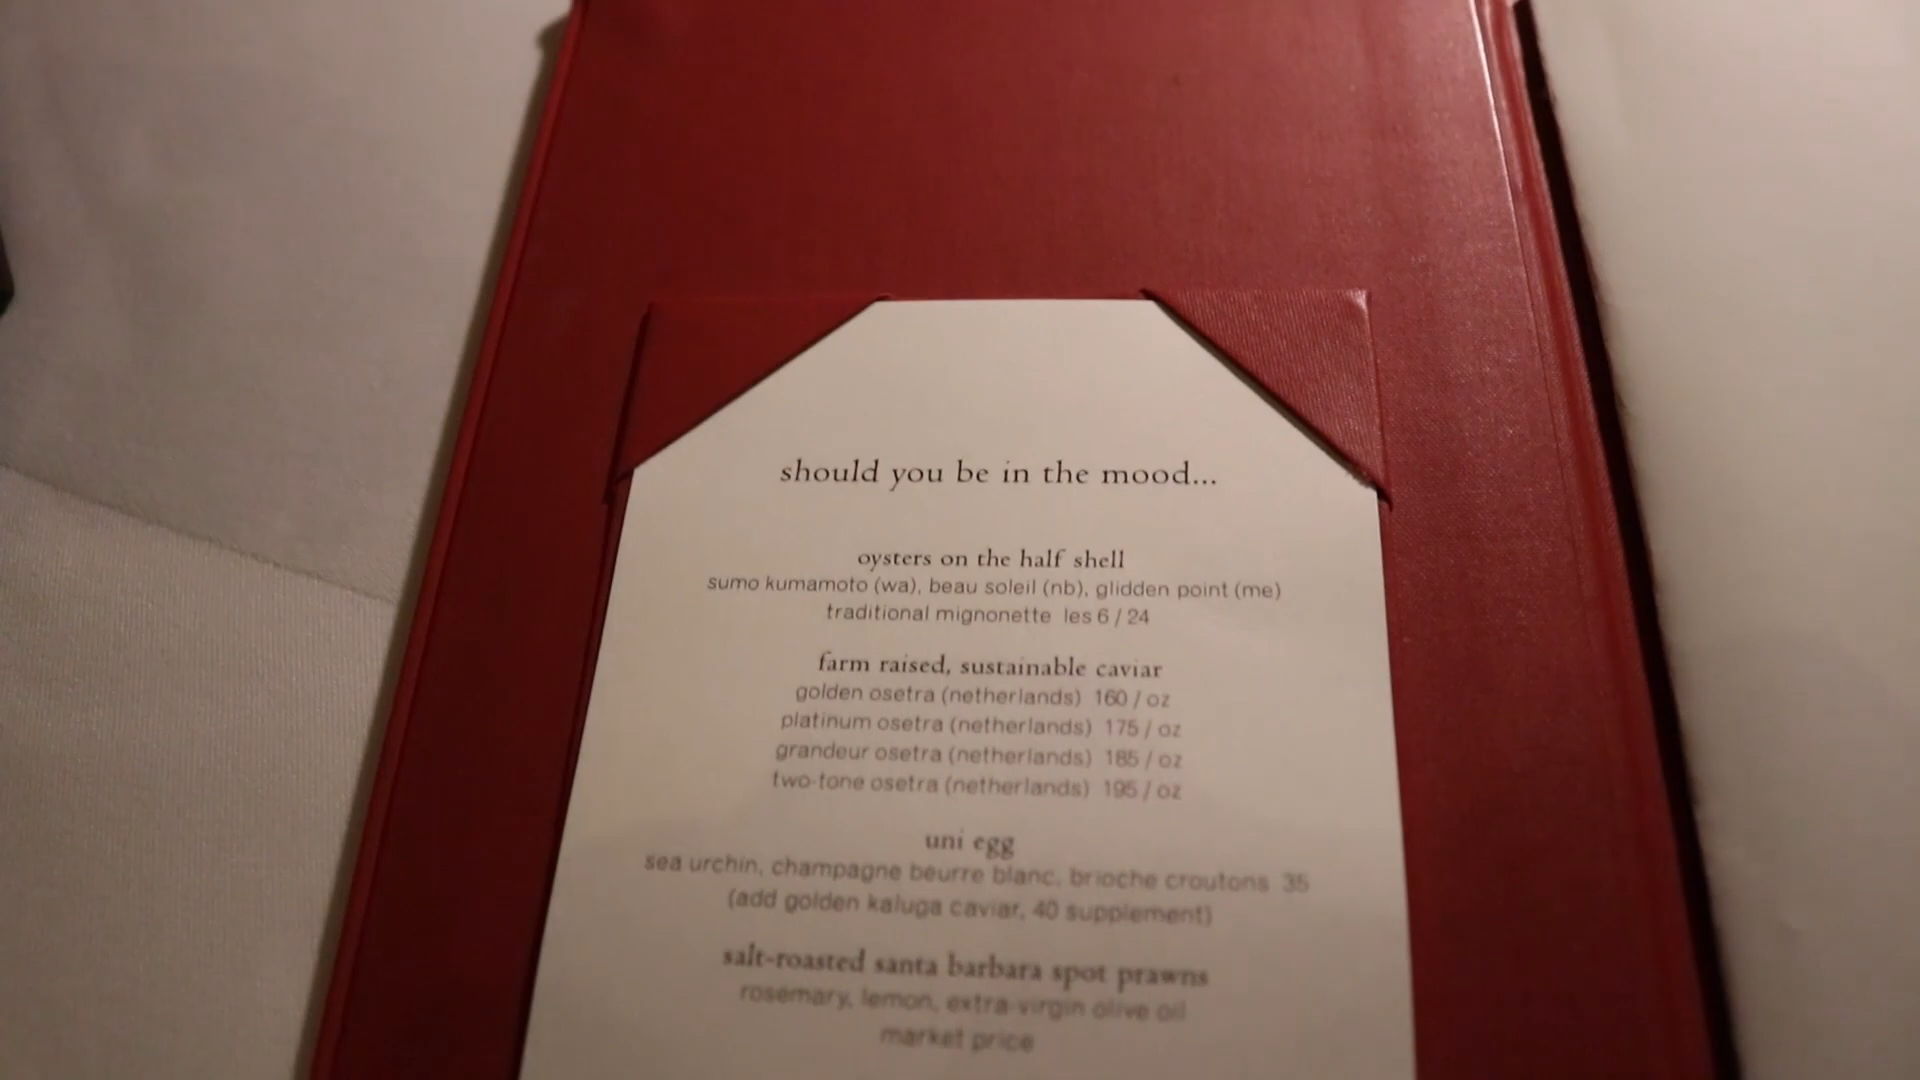 should you be in the mood...
oysters on the half shell
sumo kumamoto (wa), beau soleil (nb), glidden point (me)
traditional mignonette les 6 / 24
farm raised, sustainable caviar
golden osetra (netherlands) 160 / oz
platinum osetra (netherlands) 175 / oz
grandeur osetra (netherlands) 185 / oz
two-tone osetra (netherlands) 195 / oz
uni egg
sea urchin, champagne beurre blanc, brioche croutons 35
(add golden kaluga caviar, 40 supplement)
salt-roasted santa barbara spot prawns
rosemary, lemon, extra-virgin olive oil
market price